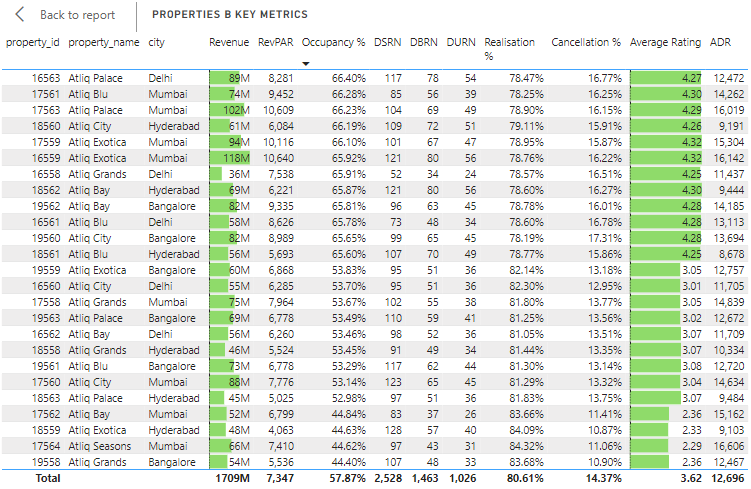 Back to report PROPERTIES B KEY METRICS
property_id property_name city Revenue RevPAR Occupancy % DSRN DBRN DURN Realisation % Cancellation % Average Rating ADR
16563 Atliq Palace Delhi 89M 8,281 66.40% 117 78 54 78.47% 16.77% 4.27 12,472
17561 Atliq Blu Mumbai 74M 9,452 66.28% 85 56 39 78.25% 16.25% 4.30 14,262
17563 Atliq Palace Mumbai 102M 10,609 66.23% 104 69 49 78.90% 16.15% 4.29 16,019
18560 Atliq City Hyderabad 61M 6,084 66.19% 109 72 51 79.11% 15.91% 4.26 9,191
17559 Atliq Exotica Mumbai 94M 10,116 66.10% 101 67 47 78.95% 15.87% 4.32 15,304
16559 Atliq Exotica Mumbai 118M 10,640 65.92% 121 80 56 78.76% 16.22% 4.32 16,142
16558 Atliq Grands Delhi 36M 7,538 65.91% 52 34 24 78.57% 16.51% 4.25 11,437
18562 Atliq Bay Hyderabad 69M 6,221 65.87% 121 80 56 78.60% 16.27% 4.30 9,444
19562 Atliq Bay Bangalore 82M 9,335 65.81% 96 63 45 78.78% 16.01% 4.28 14,185
16561 Atliq Blu Delhi 58M 8,626 65.78% 73 48 34 78.60% 16.78% 4.28 13,113
19560 Atliq City Bangalore 82M 8,989 65.65% 99 65 45 78.19% 17.31% 4.28 13,694
18561 Atliq Blu Hyderabad 56M 5,693 65.60% 107 70 49 78.77% 15.86% 4.25 8,678
19559 Atliq Exotica Bangalore 60M 6,868 53.83% 95 51 36 82.14% 13.18% 3.05 12,757
16560 Atliq City Delhi 55M 6,285 53.70% 95 51 36 82.30% 12.95% 3.01 11,705
17558 Atliq Grands Mumbai 75M 7,964 53.67% 102 55 38 81.80% 13.77% 3.05 14,839
19563 Atliq Palace Bangalore 69M 6,778 53.49% 110 59 41 81.25% 13.56% 3.02 12,672
16562 Atliq Bay Delhi 56M 6,260 53.46% 98 52 36 81.05% 13.51% 3.07 11,709
18558 Atliq Grands Hyderabad 46M 5,524 53.45% 91 49 34 81.44% 13.35% 3.07 10,334
19561 Atliq Blu Bangalore 73M 6,778 53.29% 117 62 44 81.30% 13.14% 3.08 12,720
17560 Atliq City Mumbai 88M 7,776 53.14% 123 65 45 81.29% 13.32% 3.04 14,634
18563 Atliq Palace Hyderabad 45M 5,025 52.98% 97 51 36 81.83% 13.75% 3.07 9,484
17562 Atliq Bay Mumbai 52M 6,799 44.84% 83 37 26 83.66% 11.41% 2.36 15,162
18559 Atliq Exotica Hyderabad 48M 4,063 44.63% 128 57 40 84.09% 10.87% 2.33 9,103
17564 Atliq Seasons Mumbai 66M 7,410 44.62% 97 43 31 84.32% 11.06% 2.29 16,606
19558 Atliq Grands Bangalore 54M 5,536 44.40% 107 48 33 83.68% 10.90% 2.36 12,467
Total 1709M 7,347 57.87% 2,528 1,463 1,026 80.61% 14.37% 3.62 12,696